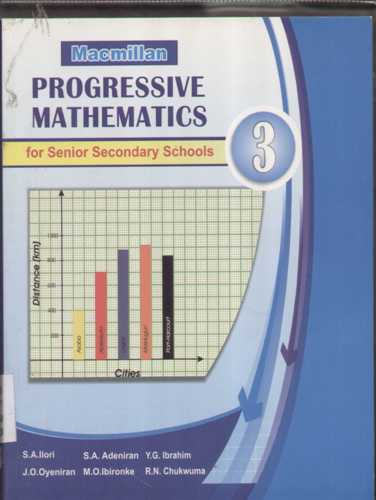 Macmillan
PROGRESSIVE
MATHEMATICS
for Senior Secondary Schools
3
Distance (km)
Cities
S.A.Ilori S.A. Adeniran Y.G. Ibrahim
J.O.Oyeniran M.O.Ibironke R.N. Chukwuma